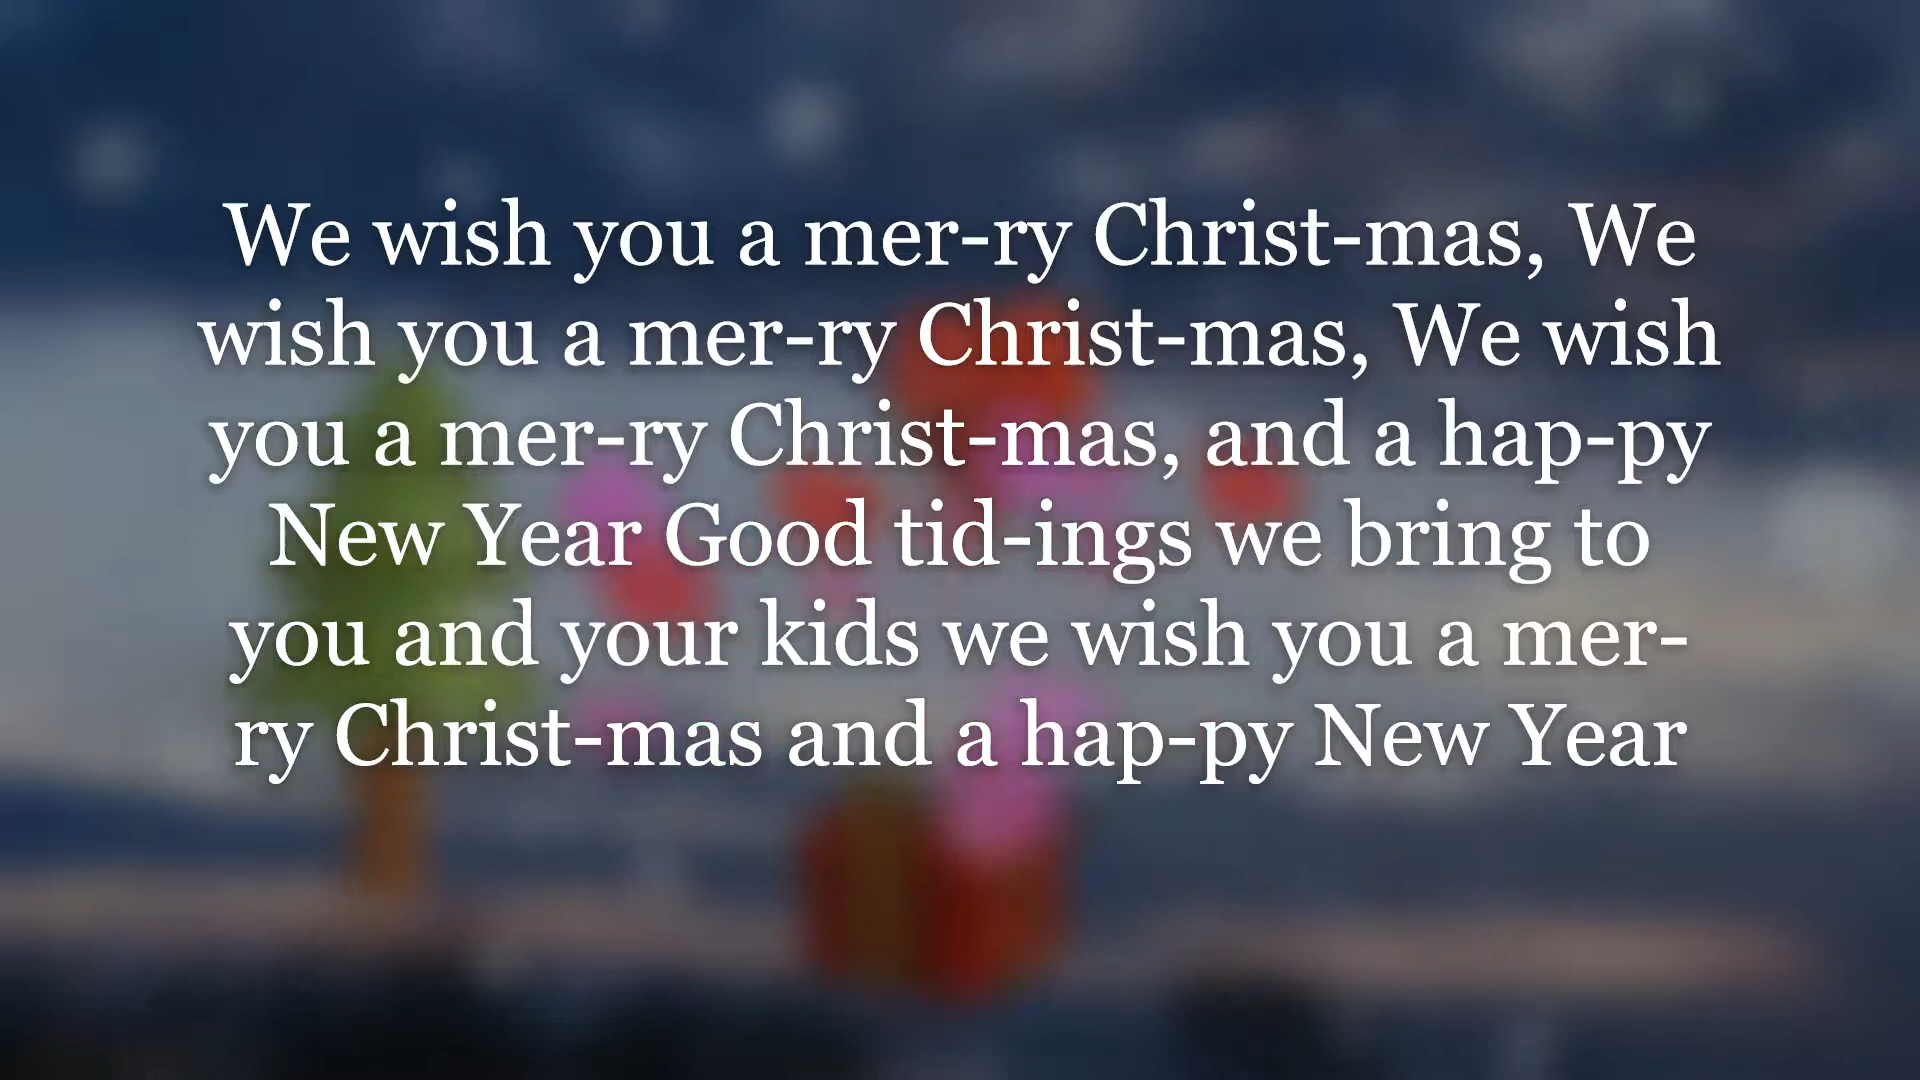 We wish you a mer-ry Christ-mas, We
wish you a mer-ry Christ-mas, We wish
you a mer-ry Christ-mas, and a hap-py
New Year Good tid-ings we bring to
you and your kids we wish you a mer-
ry Christ-mas and a hap-py New Year